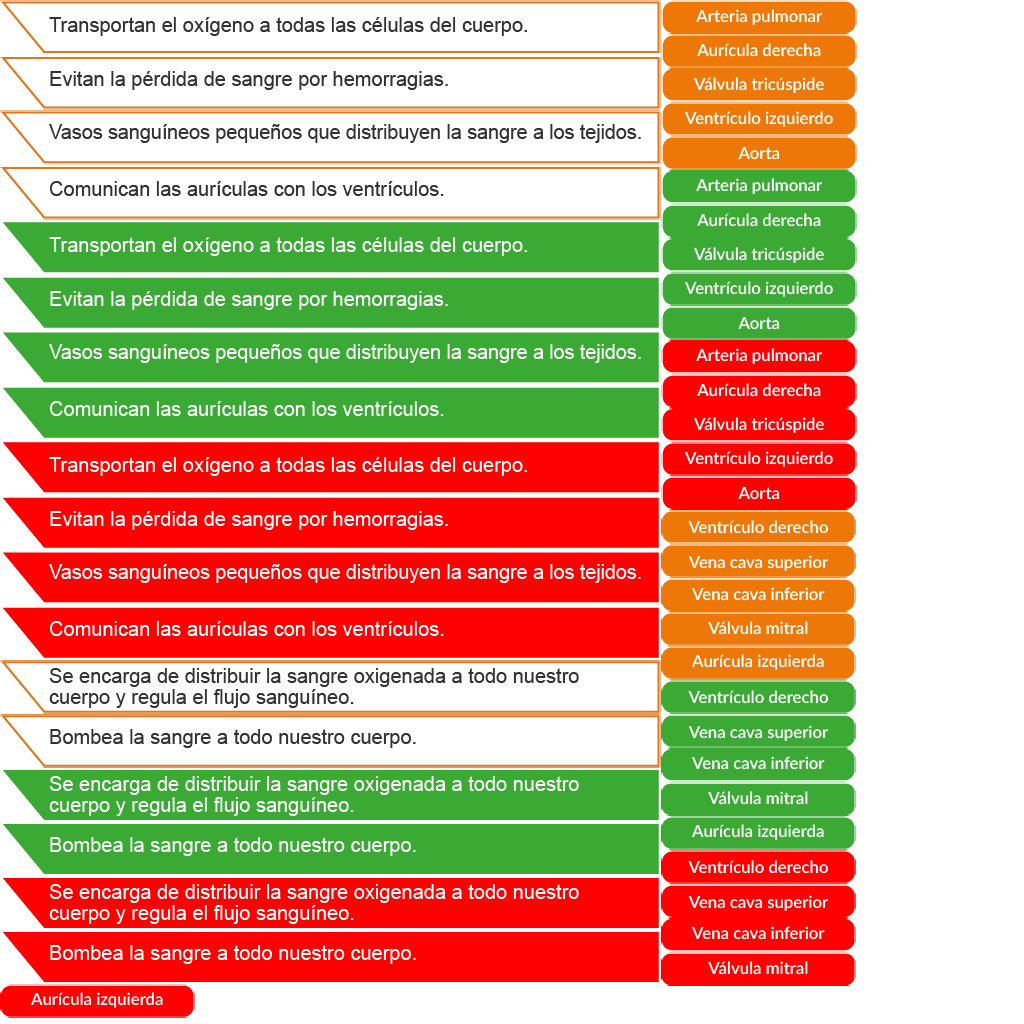 Transportan el oxígeno a todas las células del cuerpo.
Evitan la pérdida de sangre por hemorragias.
Vasos sanguíneos pequeños que distribuyen la sangre a los tejidos.
Comunican las aurículas con los ventrículos.
Transportan el oxígeno a todas las células del cuerpo.
Evitan la pérdida de sangre por hemorragias.
Vasos sanguíneos pequeños que distribuyen la sangre a los tejidos.
Comunican las aurículas con los ventrículos.
Transportan el oxígeno a todas las células del cuerpo.
Evitan la pérdida de sangre por hemorragias.
Vasos sanguíneos pequeños que distribuyen la sangre a los tejidos.
Comunican las aurículas con los ventrículos.
Se encarga de distribuir la sangre oxigenada a todo nuestro
cuerpo y regula el flujo sanguíneo.
Bombea la sangre a todo nuestro cuerpo.
Se encarga de distribuir la sangre oxigenada a todo nuestro
cuerpo y regula el flujo sanguíneo.
Bombea la sangre a todo nuestro cuerpo.
Se encarga de distribuir la sangre oxigenada a todo nuestro
cuerpo y regula el flujo sanguíneo.
Bombea la sangre a todo nuestro cuerpo.
Arteria pulmonar
Aurícula derecha
Válvula tricúspide
Ventrículo izquierdo
Aorta
Arteria pulmonar
Aurícula derecha
Válvula tricúspide
Ventrículo izquierdo
Aorta
Arteria pulmonar
Aurícula derecha
Válvula tricúspide
Ventrículo izquierdo
Aorta
Ventrículo derecho
Vena cava superior
Vena cava inferior
Válvula mitral
Aurícula izquierda
Ventrículo derecho
Vena cava superior
Vena cava inferior
Válvula mitral
Aurícula izquierda
Ventrículo derecho
Vena cava superior
Vena cava inferior
Válvula mitral
Aurícula izquierda